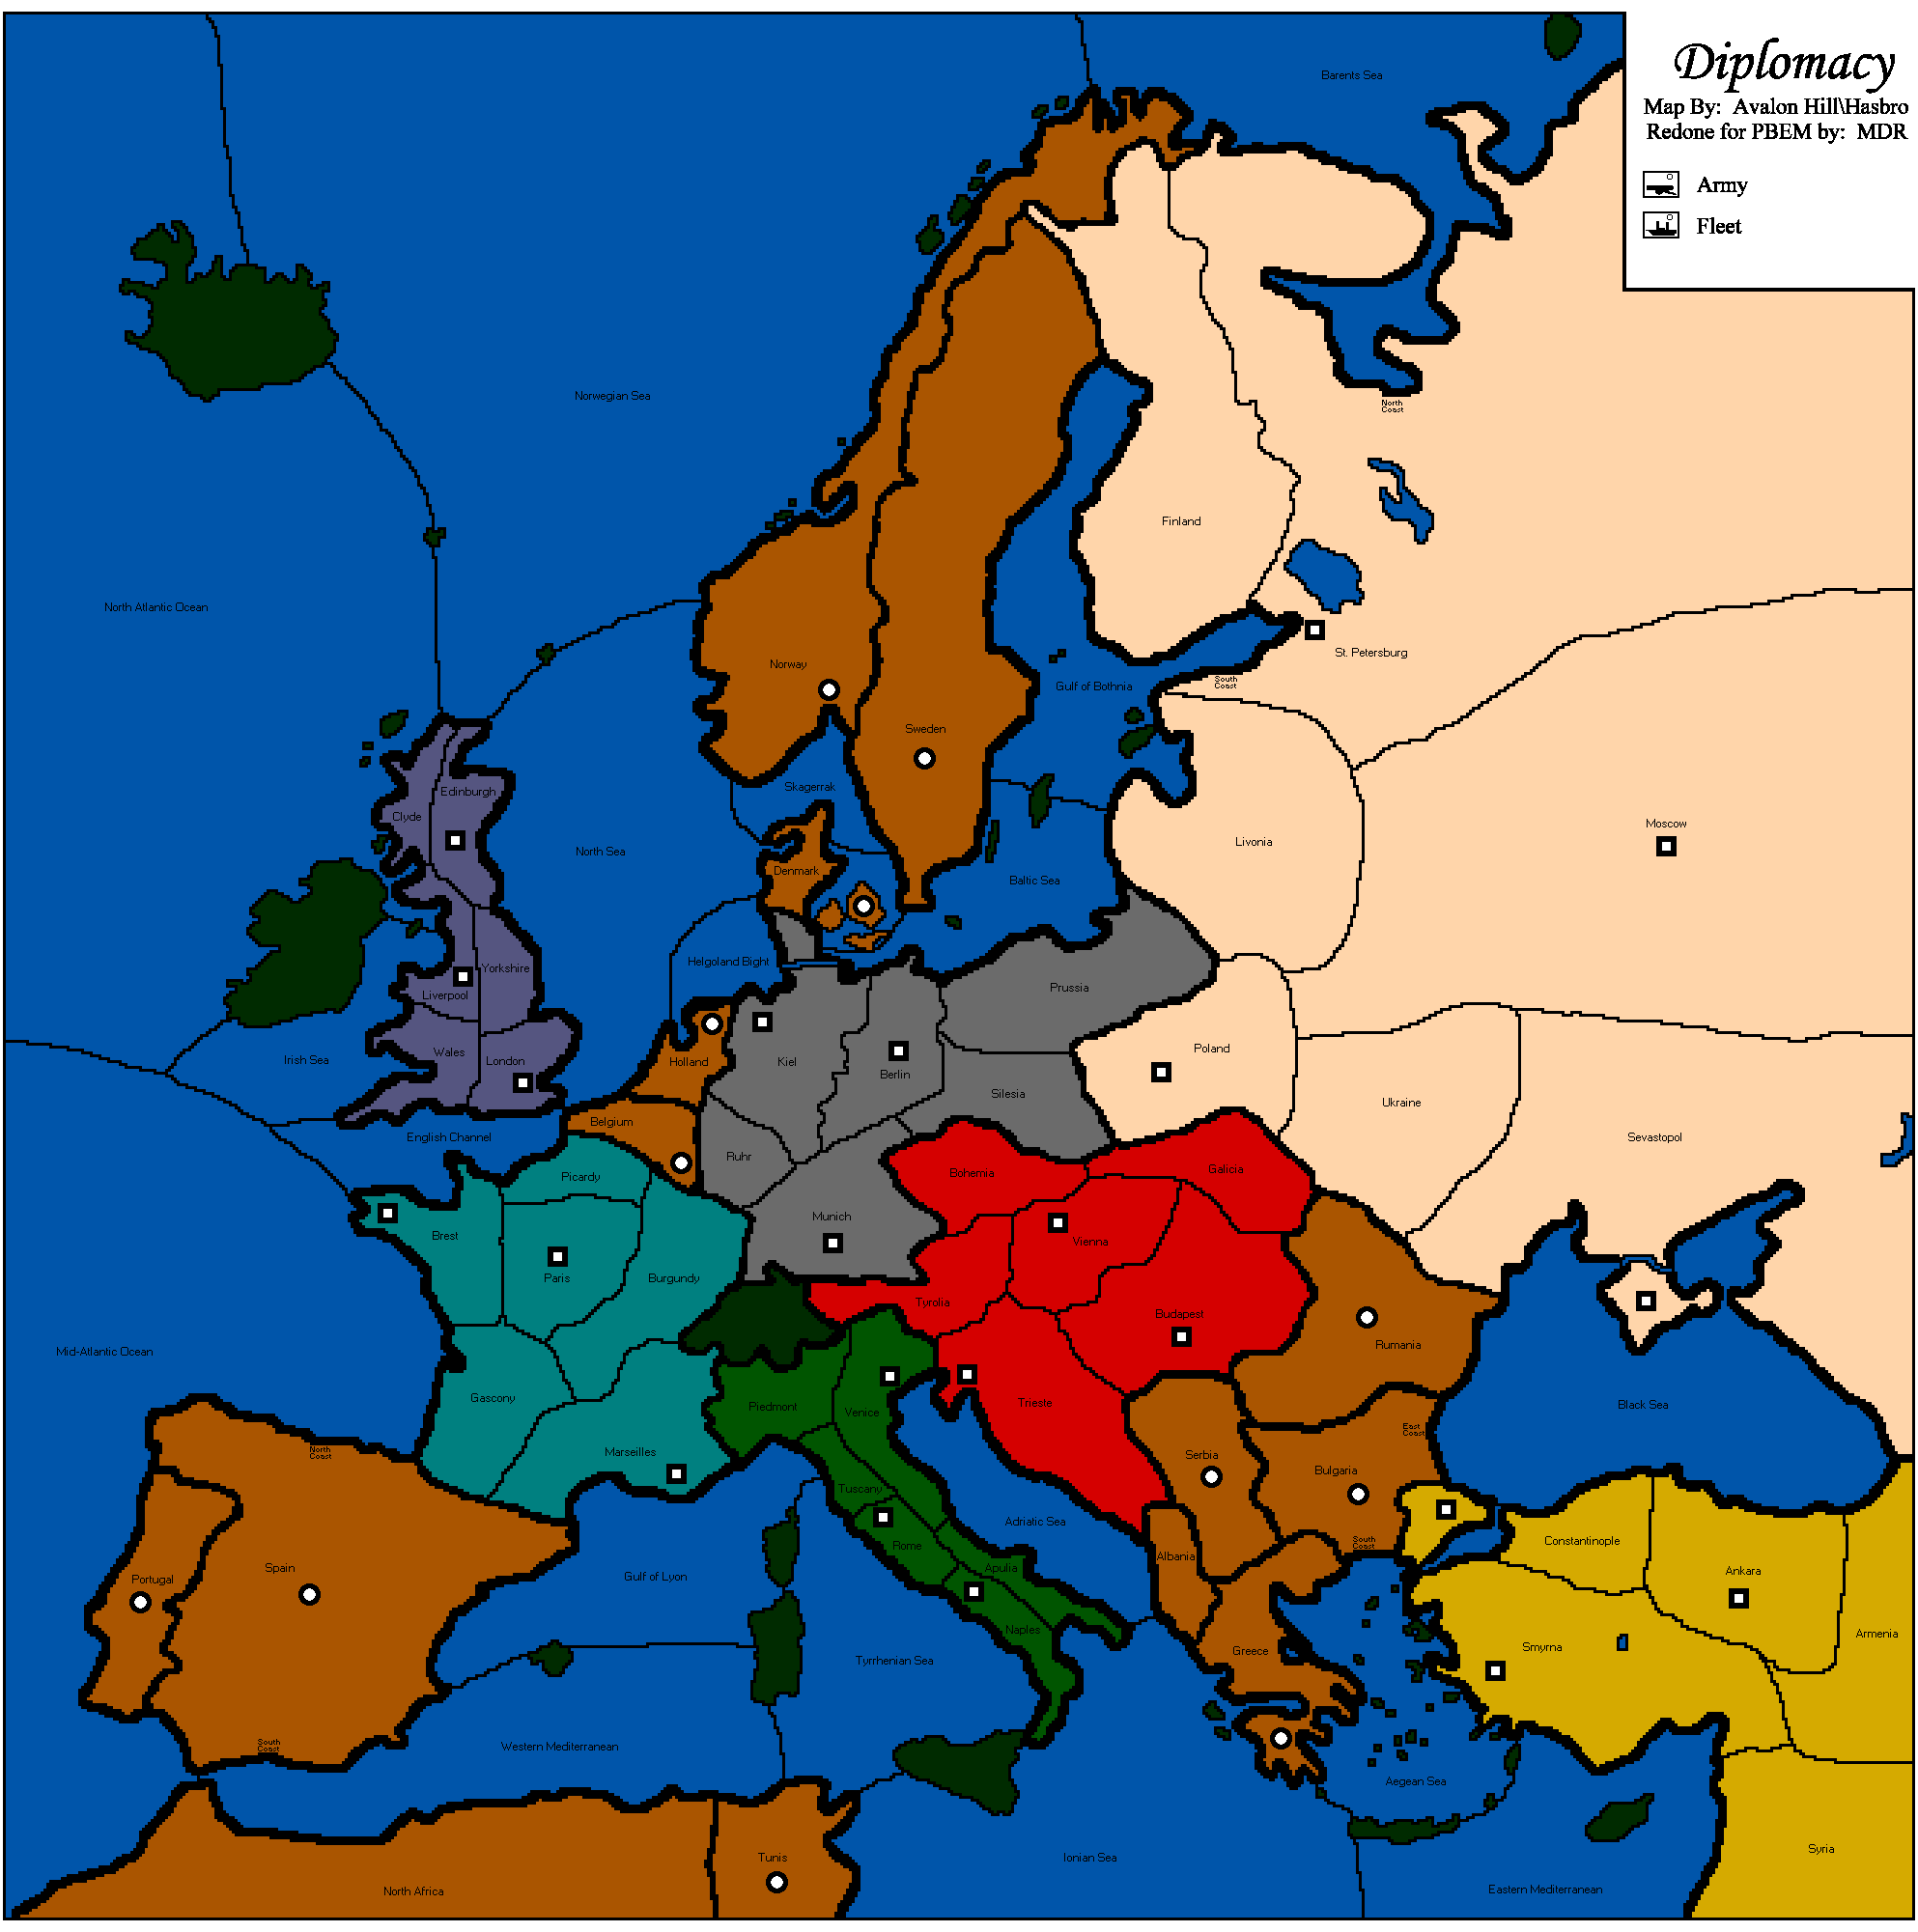 Diplomacy
Map By: Avalon Hill\Hasbro
Redone for PBEM by: MDR
Army
Fleet
Barents Sea
Norwegian Sea
North
Coast
Finland
North Atlantic Ocean
St. Petersburg
Norway
South
Coast
Gulf of Bothnia
Sweden
Skagerrak
Edinburgh
Clyde
Moscow
Livonia
North Sea
Denmark
Baltic Sea
Helgoland Bight
Yorkshire
Liverpool
Prussia
Poland
Wales
Irish Sea
London
Holland
Kiel
Berlin
Silesia
Ukraine
Belgium
English Channel
Sevastopol
Ruhr
Picardy
Bohemia
Galicia
Munich
Brest
Vienna
Paris
Burgundy
Tyrolia
Budapest
Rumania
Mid-Atlantic Ocean
Gascony
Piedmont
Venice
Trieste
Black Sea
East
Coast
North
Coast
Marseilles
Serbia
Bulgaria
Tuscany
Adriatic Sea
Rome
South
Coast
Constantinople
Albania
Apulia
Spain
Portugal
Gulf of Lyon
Ankara
Naples
Armenia
Smyrna
Greece
Tyrrhenian Sea
South
Coast
Western Mediterranean
Aegean Sea
Syria
Tunis
Ionian Sea
North Africa
Eastern Mediterranean